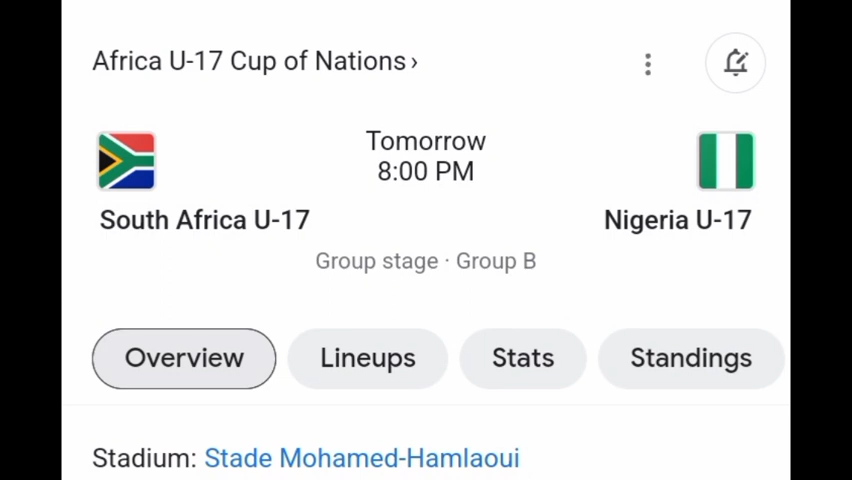 Africa U-17 Cup of Nations ›
Tomorrow
8:00 PM
South Africa U-17
Nigeria U-17
Group stage · Group B
Overview
Lineups
Stats
Standings
Stadium: Stade Mohamed-Hamlaoui